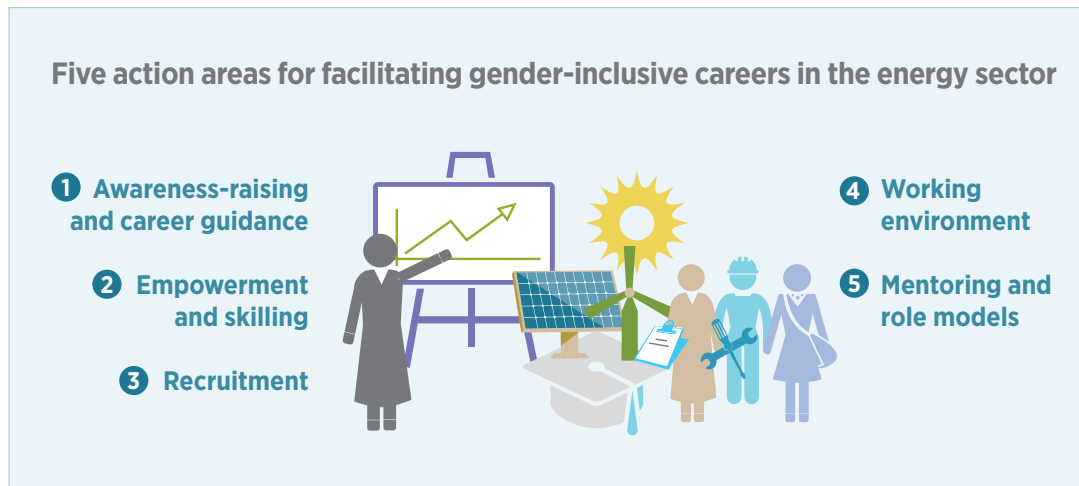 Five action areas for facilitating gender-inclusive careers in the energy sector
1 Awareness-raising
and career guidance
2 Empowerment
and skilling
3 Recruitment
4 Working
environment
5 Mentoring and
role models